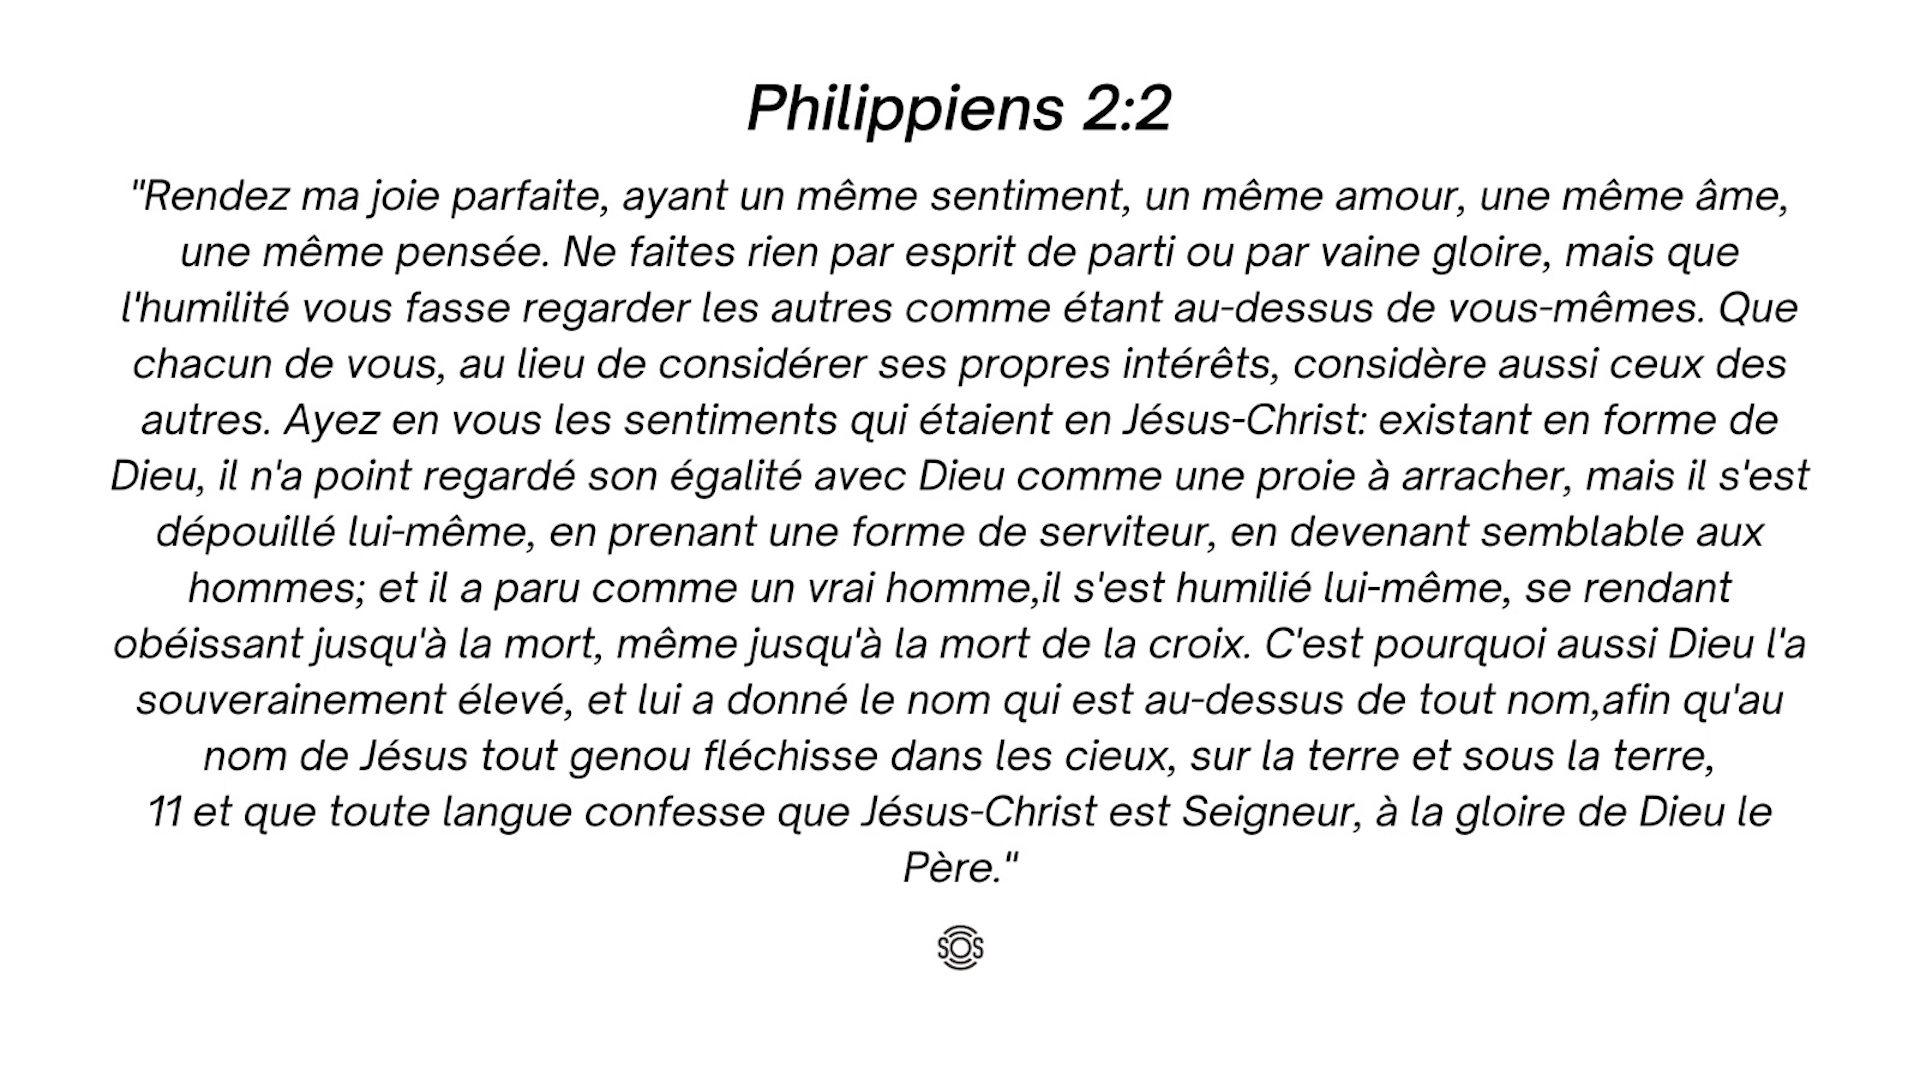 Philippiens 2:2
"Rendez ma joie parfaite, ayant un même sentiment, un même amour, une même âme,
une même pensée. Ne faites rien par esprit de parti ou par vaine gloire, mais que
l'humilité vous fasse regarder les autres comme étant au-dessus de vous-mêmes. Que
chacun de vous, au lieu de considérer ses propres intérêts, considère aussi ceux des
autres. Ayez en vous les sentiments qui étaient en Jésus-Christ: existant en forme de
Dieu, il n'a point regardé son égalité avec Dieu comme une proie à arracher, mais il s'est
dépouillé lui-même, en prenant une forme de serviteur, en devenant semblable aux
hommes; et il a paru comme un vrai homme,il s'est humilié lui-même, se rendant
obéissant jusqu'à la mort, même jusqu'à la mort de la croix. C'est pourquoi aussi Dieu l'a
souverainement élevé, et lui a donné le nom qui est au-dessus de tout nom,afin qu'au
nom de Jésus tout genou fléchisse dans les cieux, sur la terre et sous la terre,
11 et que toute langue confesse que Jésus-Christ est Seigneur, à la gloire de Dieu le
Père."
SOS